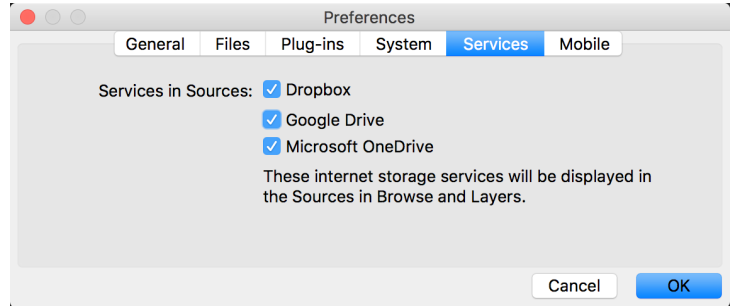 Preferences
General Files Plug-ins System Services Mobile
Services in Sources: Dropbox
Google Drive
Microsoft OneDrive
These internet storage services will be displayed in
the Sources in Browse and Layers.
Cancel OK